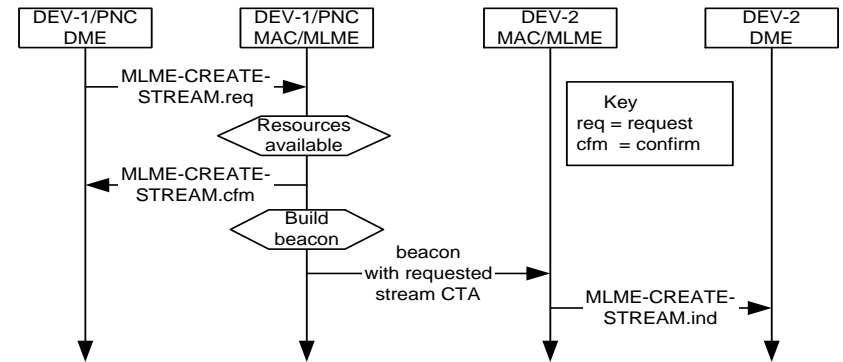 DEV-1/PNC
DME
DEV-1/PNC
MAC/MLME
DEV-2
MAC/MLME
DEV-2
DME
MLME-CREATE-
STREAM.req
Key
req = request
cfm = confirm
Resources
available
MLME-CREATE-
STREAM.cfm
Build
beacon
beacon
with requested
stream CTA
MLME-CREATE-
STREAM.ind